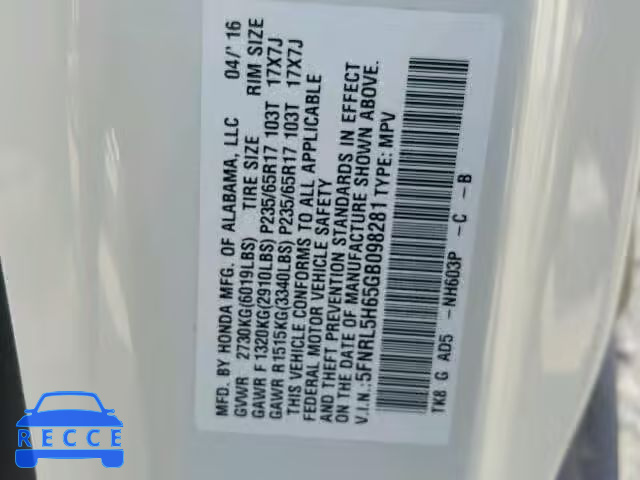 MFD. BY HONDA MFG. OF ALABAMA, LLC 04/'16
GVWR 2730KG(6019LBS) TIRE SIZE RIM SIZE
GAWR F 1320KG(2910LBS) P235/65R17 103T 17X7J
GAWR R1515KG(3340LBS) P235/65R17 103T 17X7J
THIS VEHICLE CONFORMS TO ALL APPLICABLE
FEDERAL MOTOR VEHICLE SAFETY
AND THEFT PREVENTION STANDARDS IN EFFECT
ON THE DATE OF MANUFACTURE SHOWN ABOVE.
V.I.N.:5FNRL5H65GB098281 TYPE: MPV
TK8 G AD5 -NH603P -C -B
RECCE